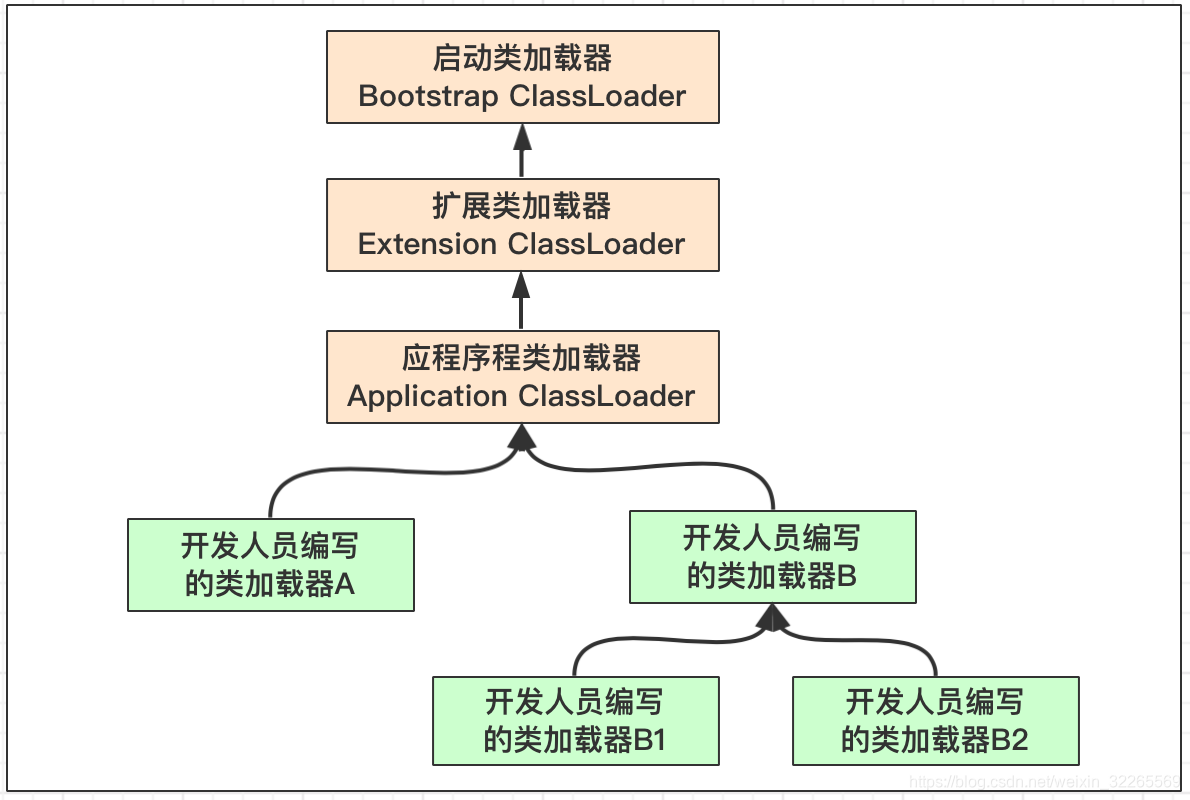 启动类加载器
Bootstrap ClassLoader
扩展类加载器
Extension ClassLoader
应程序程类加载器
Application ClassLoader
开发人员编写
的类加载器A
开发人员编写
的类加载器B
开发人员编写
的类加载器B1
开发人员编写
的类加载器B2
https://blog.csdn.net/weixin_32265569